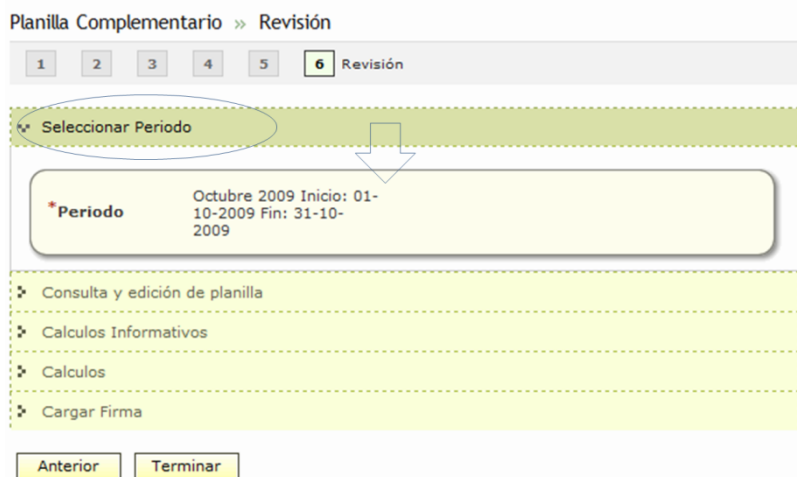 Planilla Complementario » Revisión
1 2 3 4 5 6 Revisión
Seleccionar Periodo
*Periodo
Octubre 2009 Inicio: 01-
10-2009 Fin: 31-10-
2009
Consulta y edición de planilla
Calculos Informativos
Calculos
Cargar Firma
Anterior Terminar